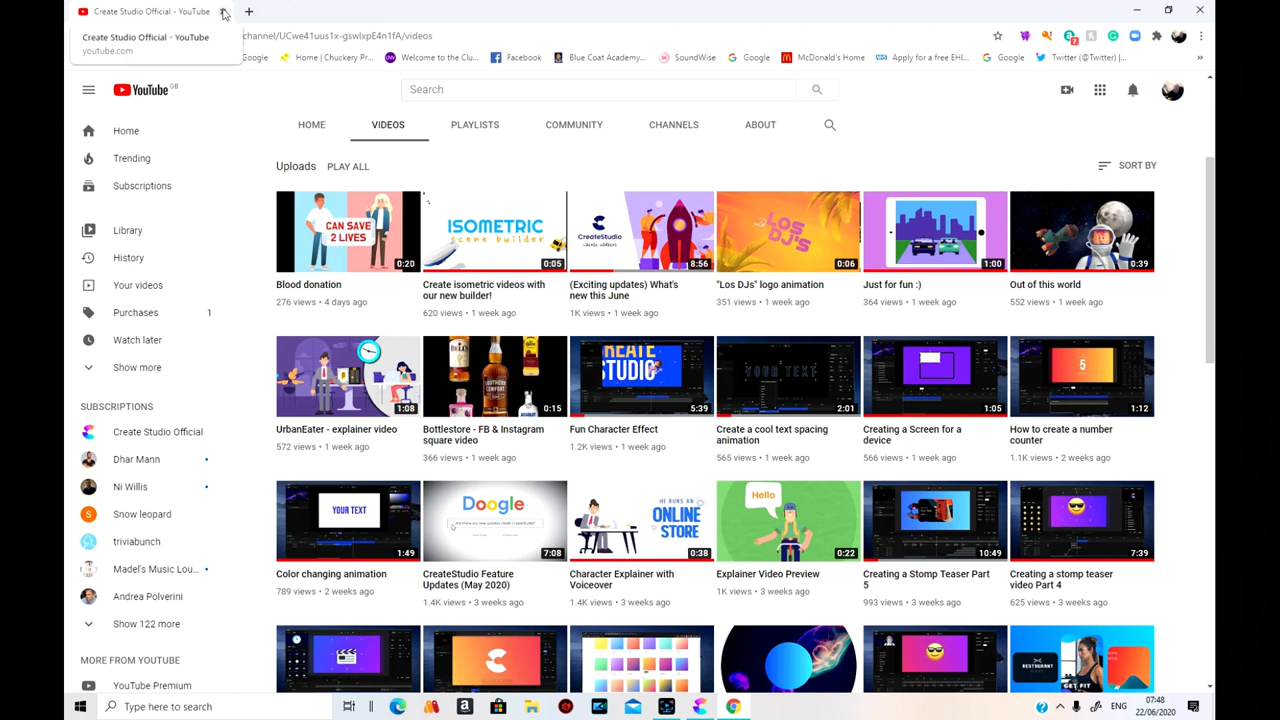 Create Studio Official - YouTube
Create Studio Official - YouTube
youtube.com
channel/UCwe41uus1x-gswlxpE4n1fA/videos
Google
Home | Chuckery Pr...
Welcome to the Clu...
Facebook
Blue Coat Academy...
SoundWise
Google
McDonald's Home
Apply for a free EHI...
Google
Twitter (@Twitter) |...
YouTube GB
Search
HOME
VIDEOS
PLAYLISTS
COMMUNITY
CHANNELS
ABOUT
Home
Trending
Subscriptions
Library
History
Your videos
Purchases 1
Watch later
Show more
SUBSCRIPTIONS
Create Studio Official
Dhar Mann
Ni Willis
Snow leopard
triviabunch
Madel's Music Lou...
Andrea Polverini
Show 122 more
MORE FROM YOUTUBE
YouTube Premium
Uploads PLAY ALL
SORT BY
CAN SAVE
2 LIVES
0:20
ISOMETRIC
scene builder
0:05
CreateStudio
8:56
LOS
DJ'S
0:06
1:00
0:39
Blood donation
276 views • 4 days ago
Create isometric videos with
our new builder!
620 views • 1 week ago
(Exciting updates) What's
new this June
1K views • 1 week ago
"Los DJs" logo animation
351 views • 1 week ago
Just for fun :)
364 views • 1 week ago
Out of this world
552 views • 1 week ago
1:08
SOUTHERN
COMFORT
0:15
CREATE
STUDIO
5:39
YOUR TEXT
2:01
1:05
5
1:12
UrbanEater - explainer video
572 views • 1 week ago
Bottlestore - FB & Instagram
square video
366 views • 1 week ago
Fun Character Effect
1.2K views • 1 week ago
Create a cool text spacing
animation
565 views • 1 week ago
Creating a Screen for a
device
566 views • 1 week ago
How to create a number
counter
1.1K views • 2 weeks ago
YOUR TEXT
1:49
Doogle
Are there any new updates inside CreateStudio?
7:08
HE RUNS AN
ONLINE
STORE
0:38
Hello
0:22
10:49
7:39
Color changing animation
789 views • 2 weeks ago
CreateStudio Feature
Updates (May 2020)
1.4K views • 3 weeks ago
Character Explainer with
Voiceover
1.4K views • 3 weeks ago
Explainer Video Preview
1K views • 3 weeks ago
Creating a Stomp Teaser Part
5
993 views • 3 weeks ago
Creating a stomp teaser
video Part 4
625 views • 3 weeks ago
RESTAURANT
GET FIT
Type here to search
ENG
07:48
22/06/2020